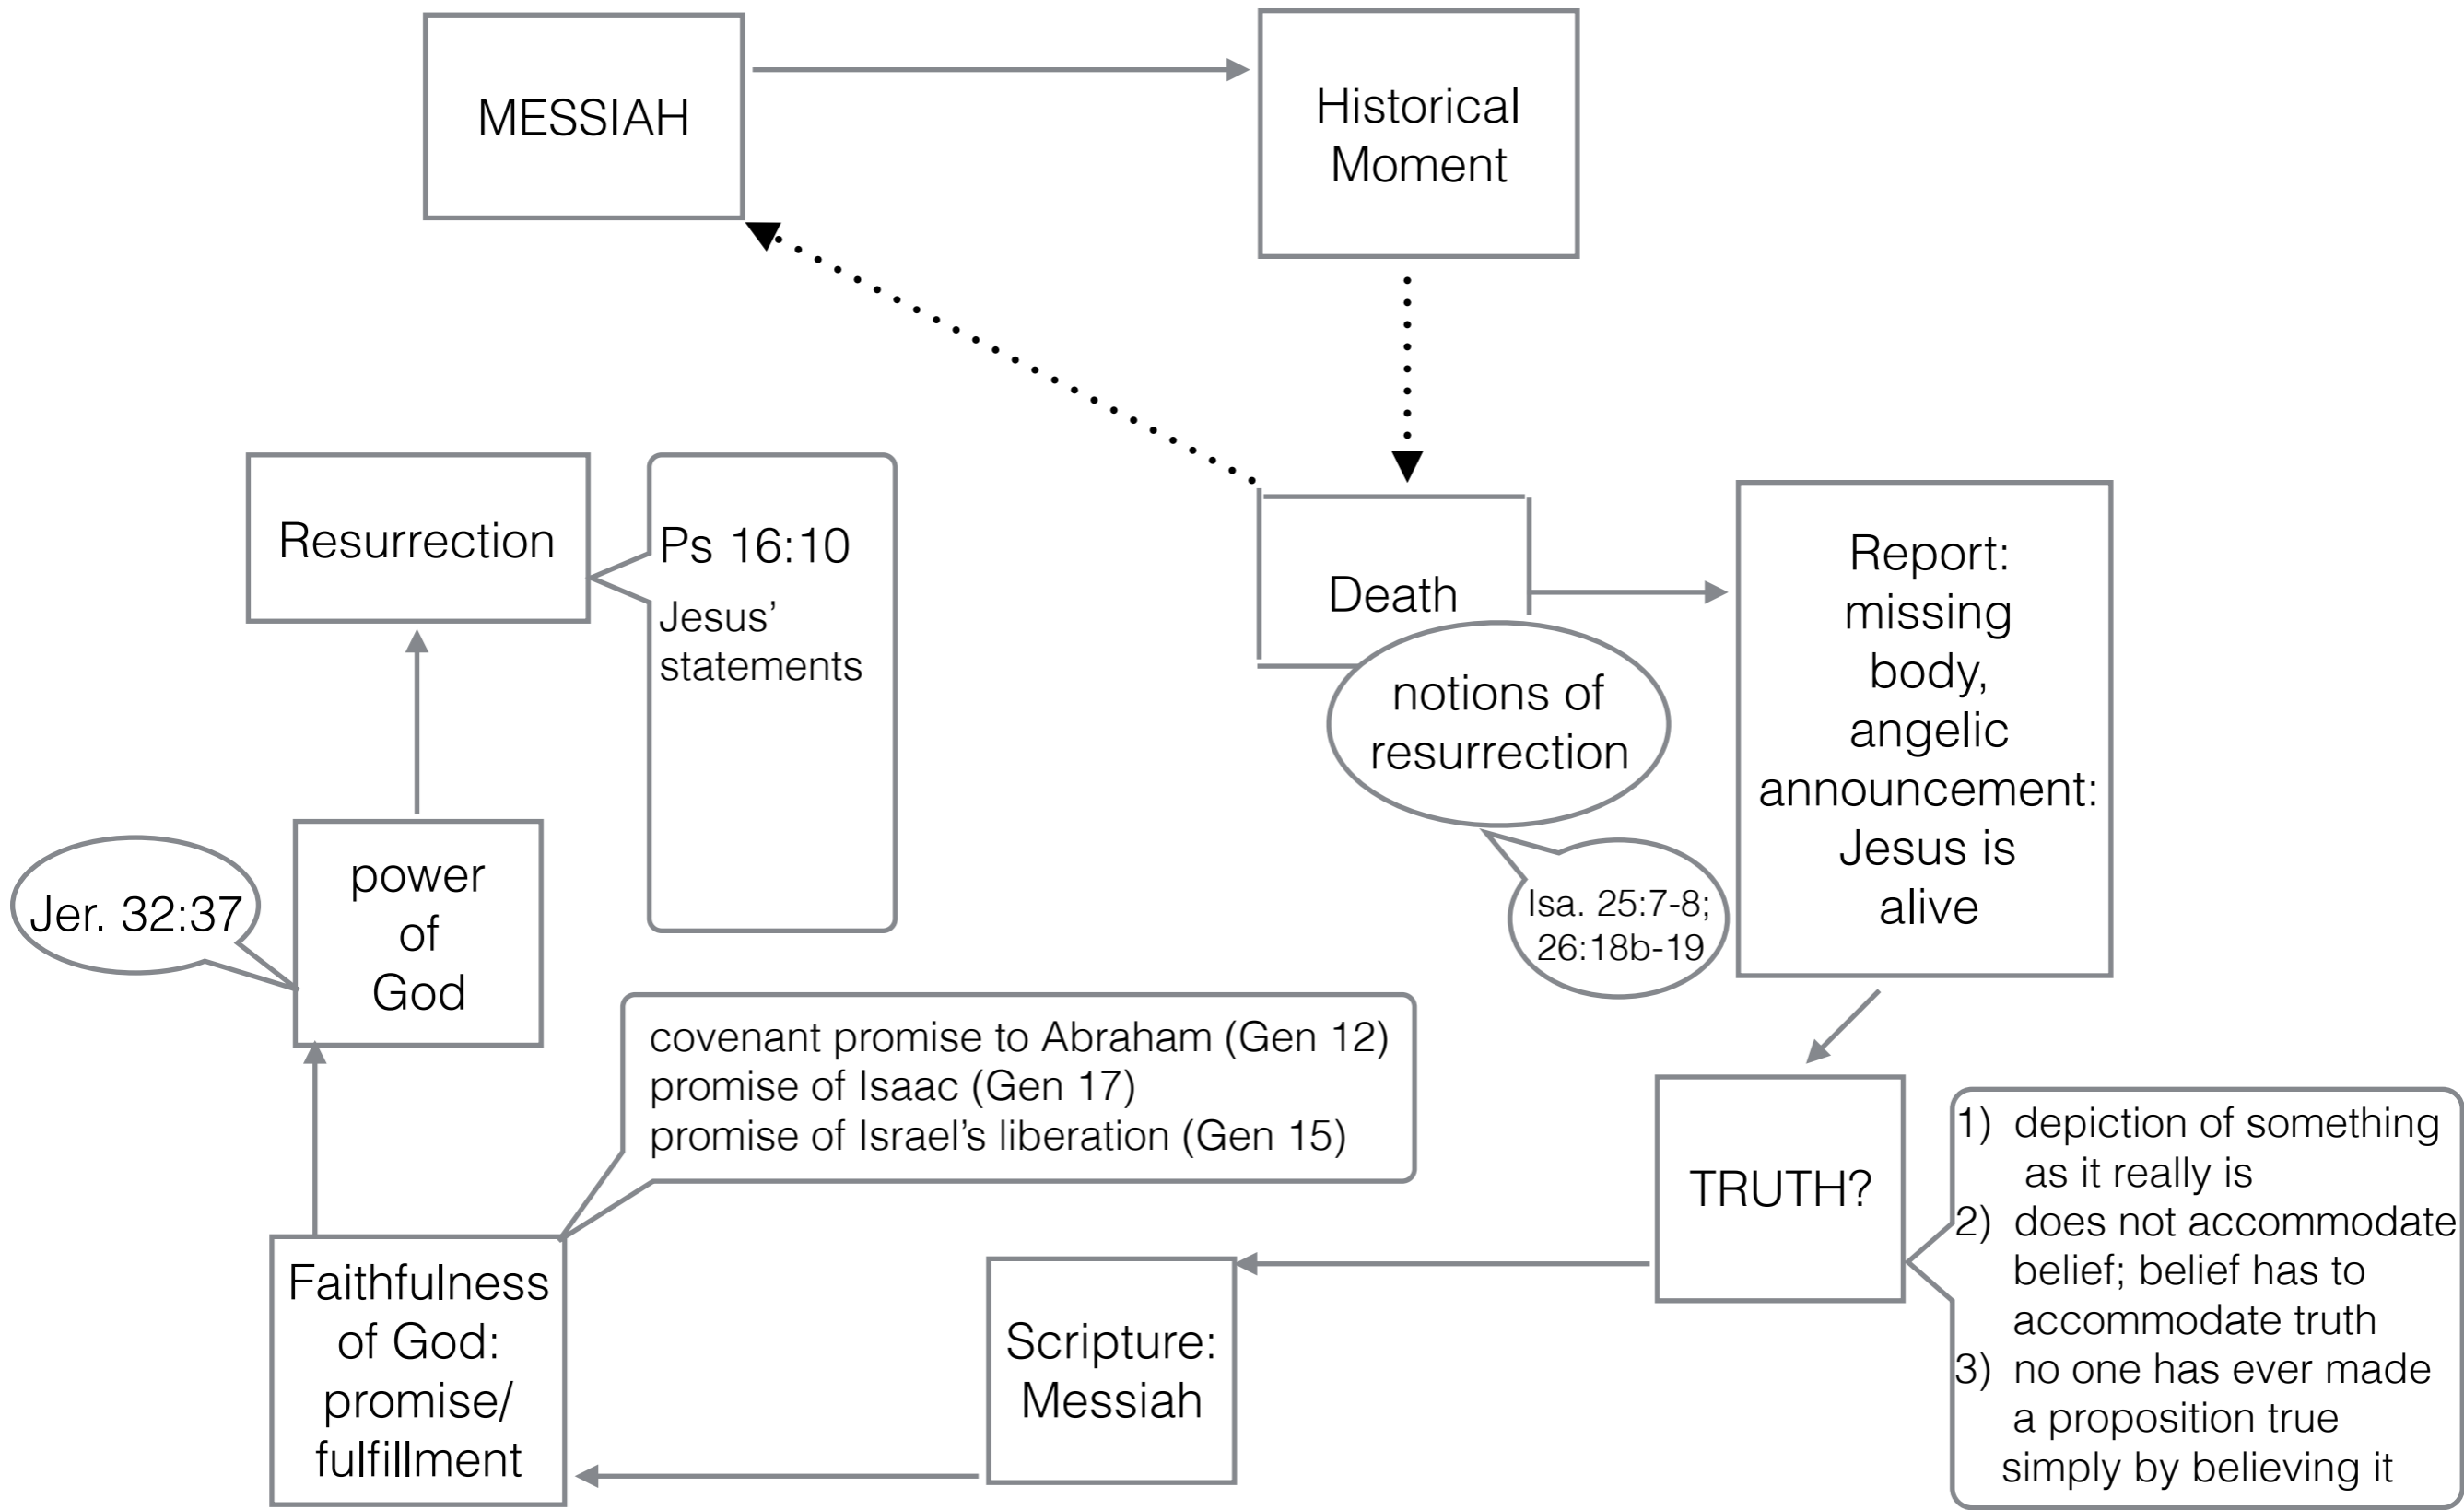 MESSIAH
Historical
Moment
Resurrection
Ps 16:10
Jesus’
statements
Death
notions of
resurrection
Isa. 25:7-8;
26:18b-19
Report:
missing
body,
angelic
announcement:
Jesus is
alive
Jer. 32:37
power
of
God
covenant promise to Abraham (Gen 12)
promise of Isaac (Gen 17)
promise of Israel’s liberation (Gen 15)
TRUTH?
1) depiction of something
as it really is
2) does not accommodate
belief; belief has to
accommodate truth
3) no one has ever made
a proposition true
simply by believing it
Scripture:
Messiah
Faithfulness
of God:
promise/
fulfillment